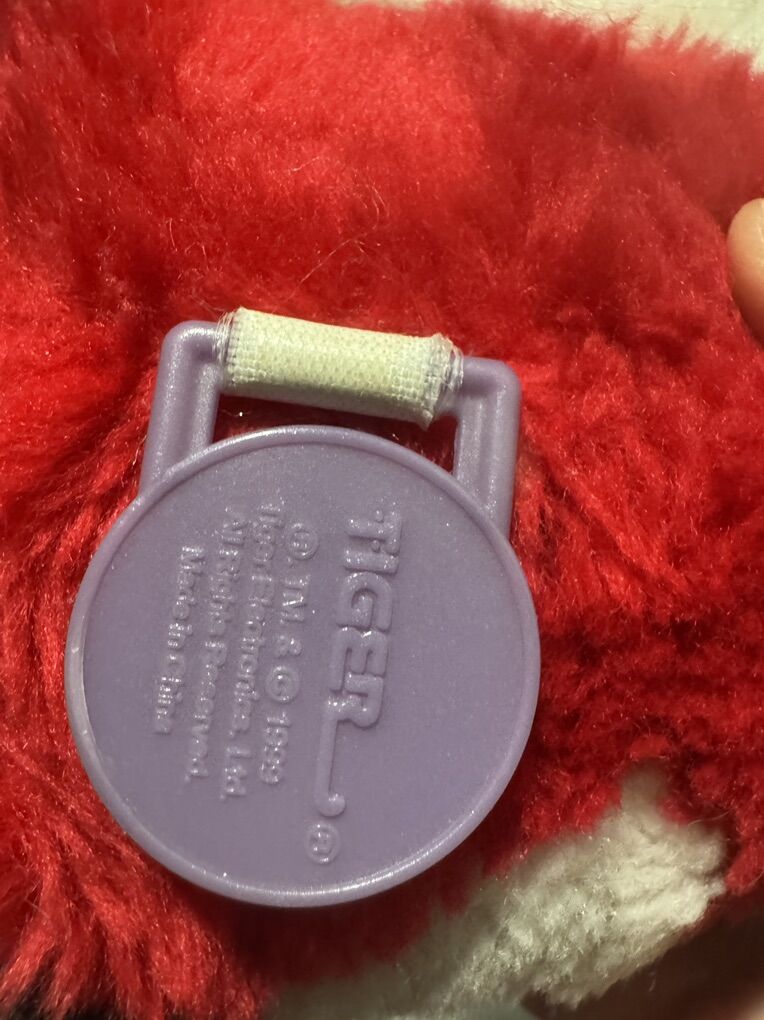 TIGER®
®, TM, & © 1999
Tiger Electronics, Ltd.
All Rights Reserved.
Made in China